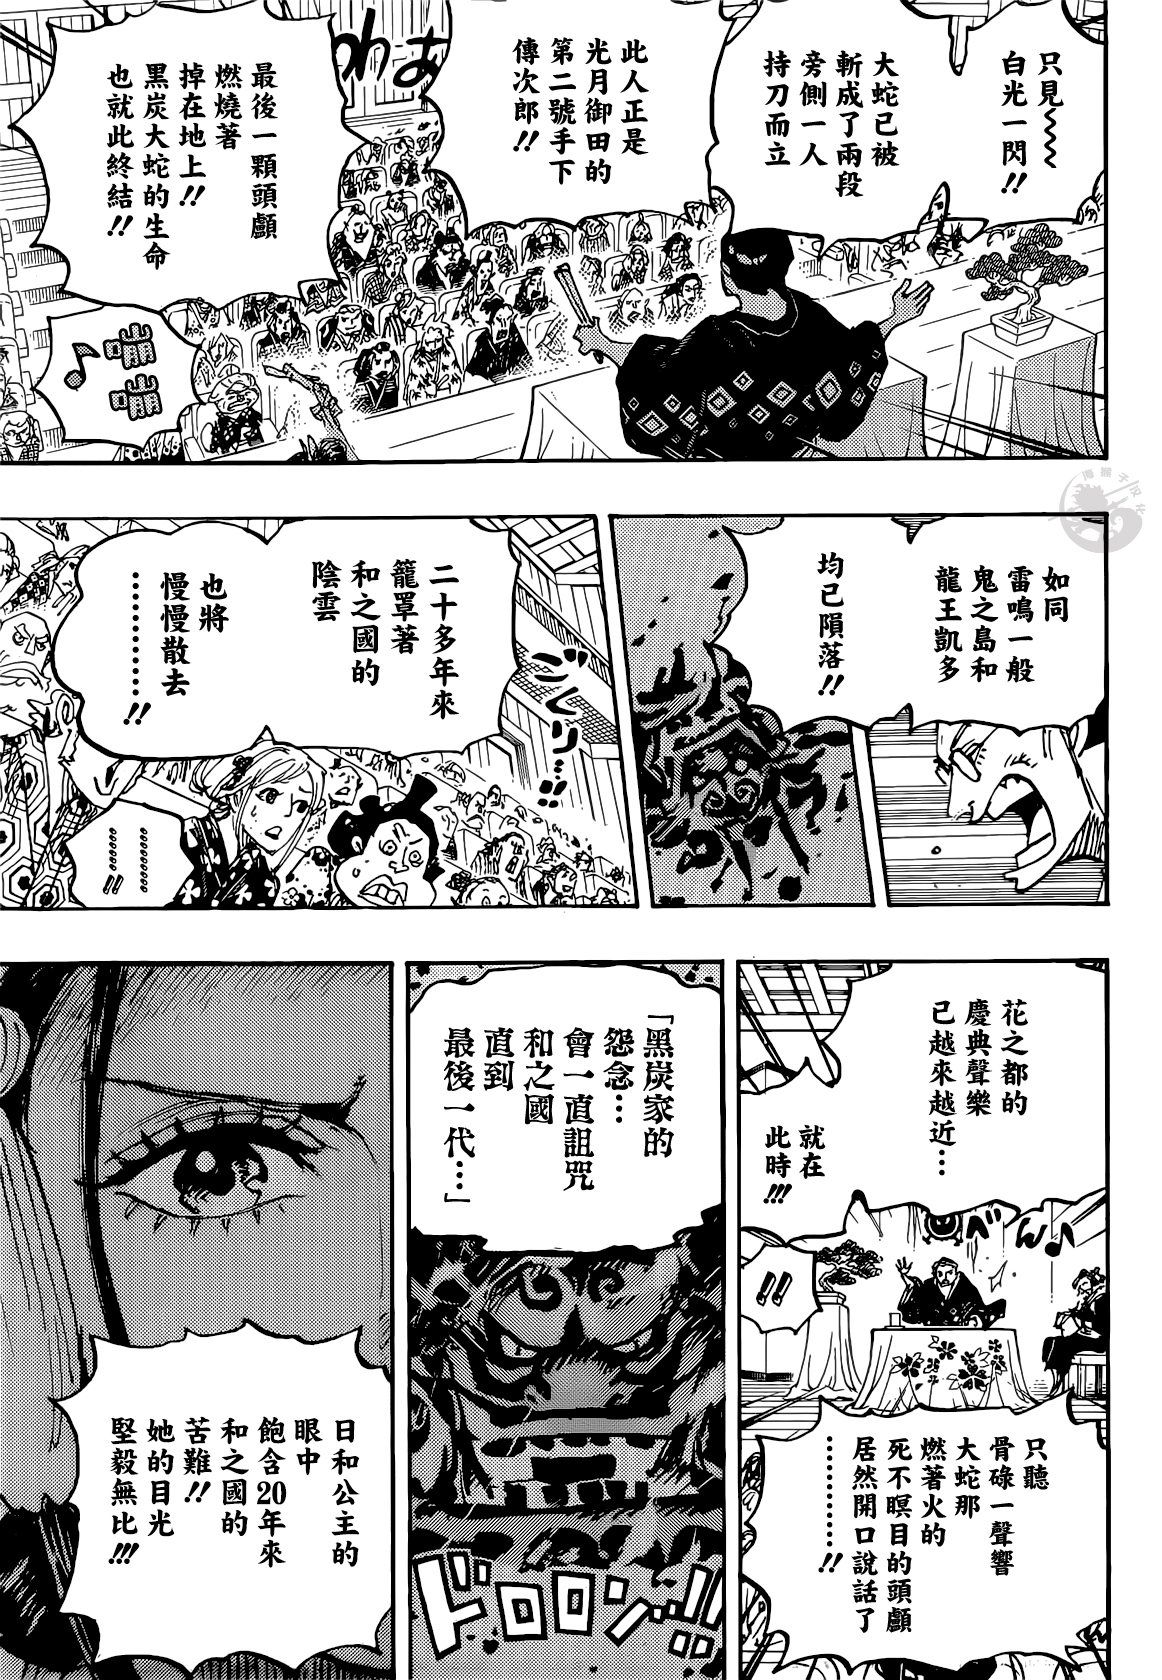 只見~~~
白光一閃!!
大蛇已被
斬成了兩段
旁側一人
持刀而立
此人正是
光月御田的
第二號手下
傳次郎!!
わあ
最後一顆頭顱
燃燒著
掉在地上!!
黑炭大蛇的生命
也就此終結!!
噹噹
噹噹
♪
如同
雷鳴一般
鬼之島和
龍王凱多
均已隕落!!
二十多年來
籠罩著
和之國的
陰雲
也將
慢慢散去
…………!!
ごくり…
………!!
花之都的
慶典聲樂
已越來越近…
就在
此時!!!
べんッ♪
!!
只聽
骨碌一聲響
大蛇那
燃著火的
死不瞑目的頭顱
居然開口說話了
…………!!
「黑炭家的
怨念…
會一直詛咒
和之國
直到
最後一代…」
ドロロロンッ!!
日和公主的
眼中
飽含20年來
和之國的
苦難!!
她的目光
堅毅無比!!!